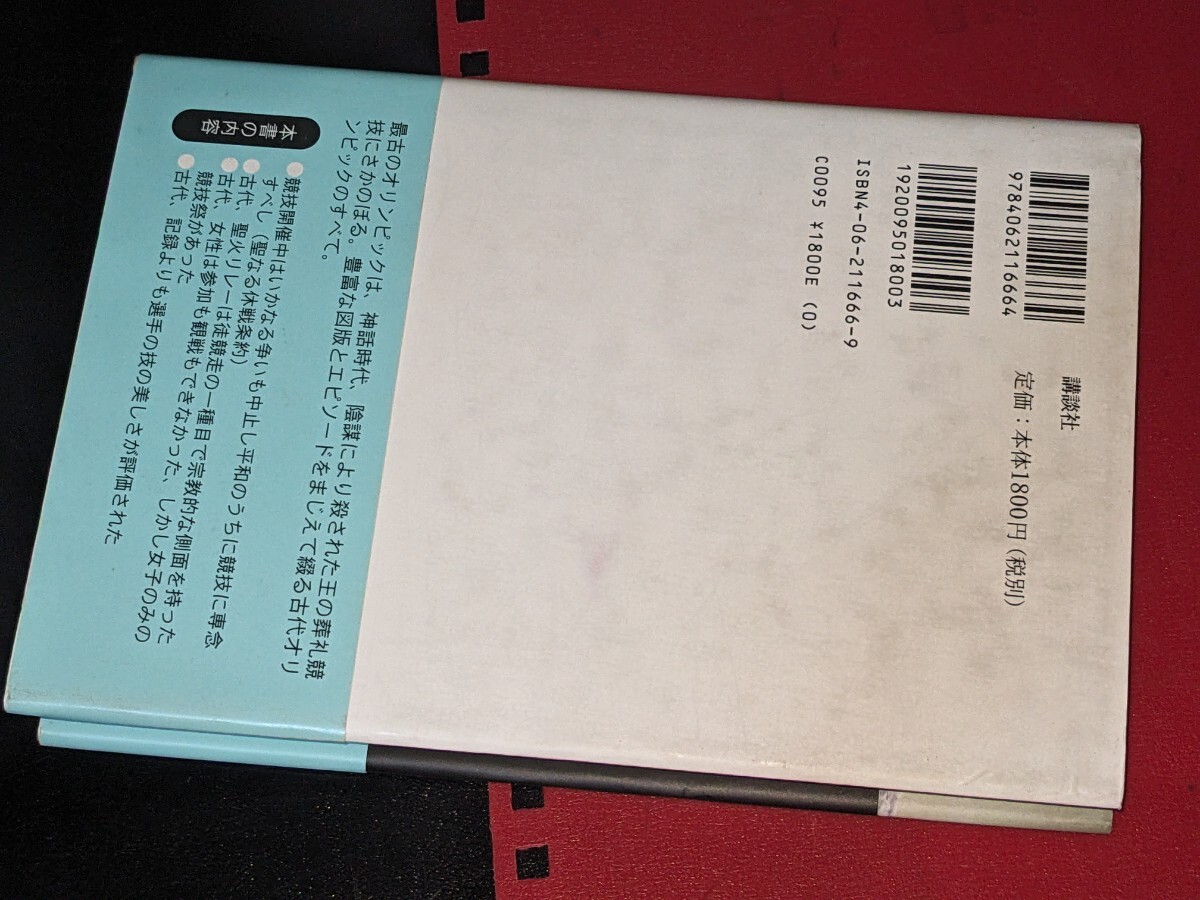 9784062116664
1920095018003
ISBN4-06-211666-9
C0095 ¥1800E (0)
講談社
定価：本体1800円（税別）
最古のオリンピックは、神話時代、陰謀により殺された王の葬礼競
技にさかのぼる。豊富な図版とエピソードをまじえて綴る古代オリ
ンピックのすべて。
本書の内容
●競技開催中はいかなる争いも中止し平和のうちに競技に専念
すべし（聖なる休戦条約）
●古代、聖火リレーは徒競走の一種目で宗教的な側面を持った
●古代、女性は参加も観戦もできなかった、しかし女子のみの
競技祭があった
●古代、記録よりも選手の技の美しさが評価された